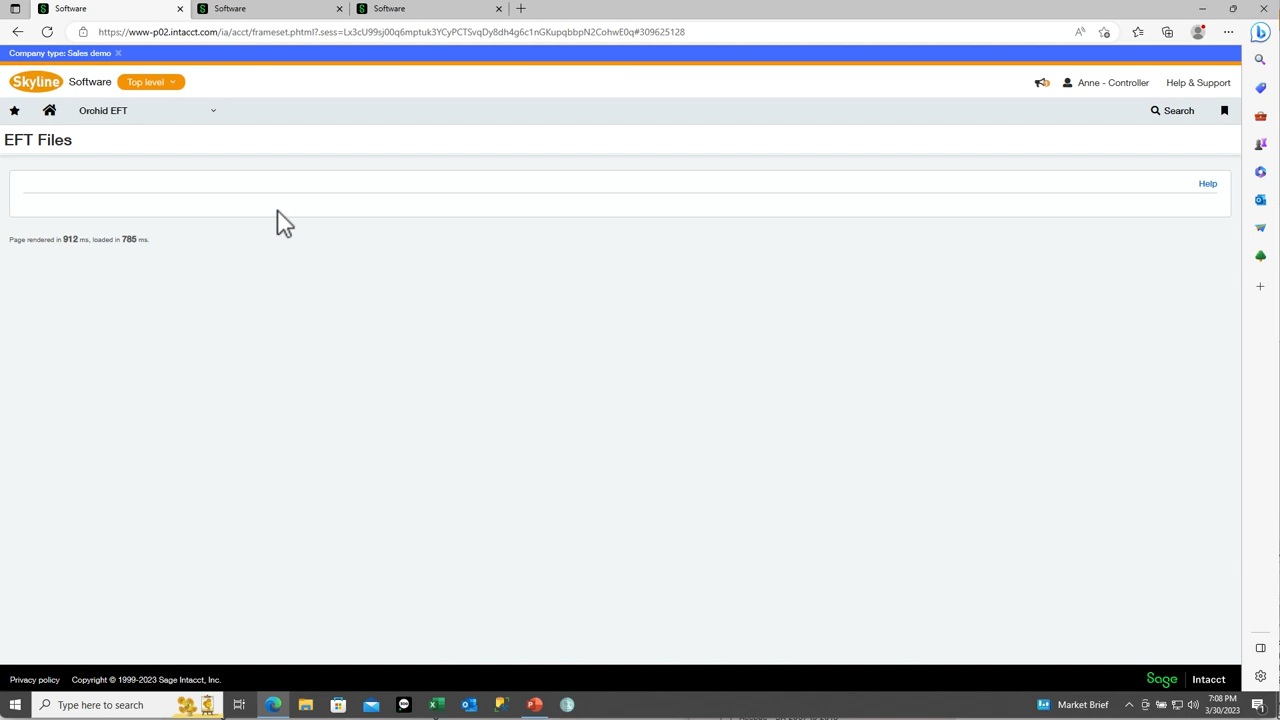 Software
Software
Software
https://www-p02.intacct.com/ia/acct/frameset.phtml?.sess=Lx3cU99sj00q6mptuk3YCyPCTSvqDy8dh4g6c1nGKupqbbpN2CohwE0q#309625128
Company type: Sales demo
Skyline Software Top level
Anne - Controller
Help & Support
Orchid EFT
Search
EFT Files
Help
Page rendered in 912 ms, loaded in 785 ms.
Privacy policy
Copyright © 1999-2023 Sage Intacct, Inc.
Sage Intacct
Type here to search
Market Brief
7:08 PM
3/30/2023